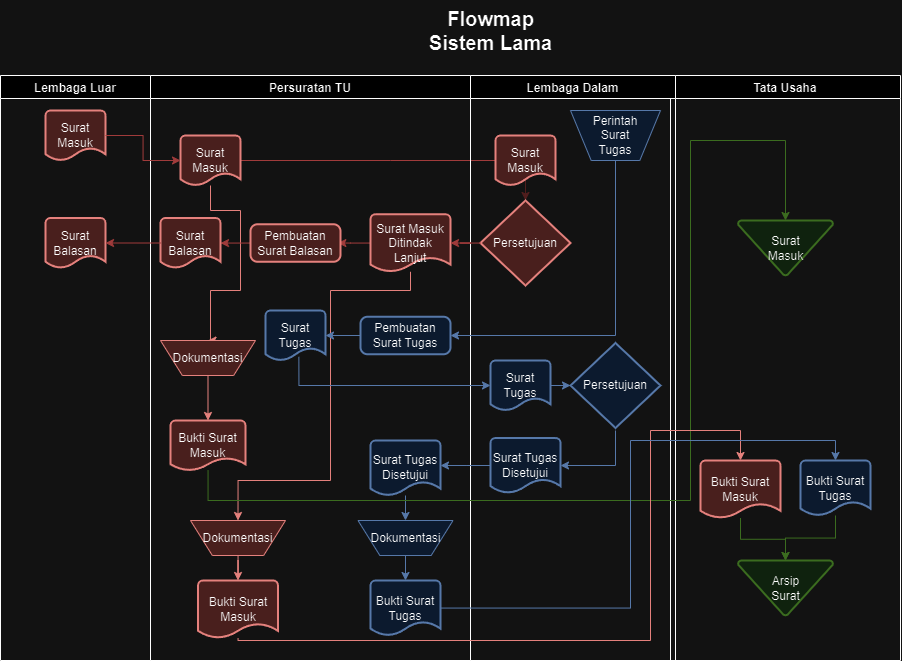 Flowmap
Sistem Lama
Lembaga Luar
Persuratan TU
Lembaga Dalam
Tata Usaha
Surat
Masuk
Surat
Masuk
Surat
Masuk
Perintah
Surat
Tugas
Surat
Balasan
Surat
Balasan
Pembuatan
Surat Balasan
Surat Masuk
Ditindak
Lanjut
Persetujuan
Surat
Masuk
Surat
Tugas
Pembuatan
Surat Tugas
Dokumentasi
Surat
Tugas
Persetujuan
Bukti Surat
Masuk
Surat Tugas
Disetujui
Surat Tugas
Disetujui
Bukti Surat
Masuk
Bukti Surat
Tugas
Dokumentasi
Dokumentasi
Bukti Surat
Masuk
Bukti Surat
Tugas
Arsip
Surat